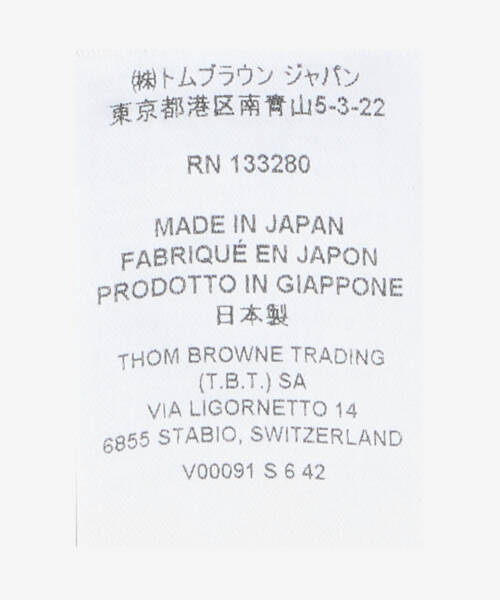 ㈱トムブラウン ジャパン
東京都港区南青山5-3-22
RN 133280
MADE IN JAPAN
FABRIQUÉ EN JAPON
PRODOTTO IN GIAPPONE
日本製
THOM BROWNE TRADING
(T.B.T.) SA
VIA LIGORNETTO 14
6855 STABIO, SWITZERLAND
V00091 S 6 42